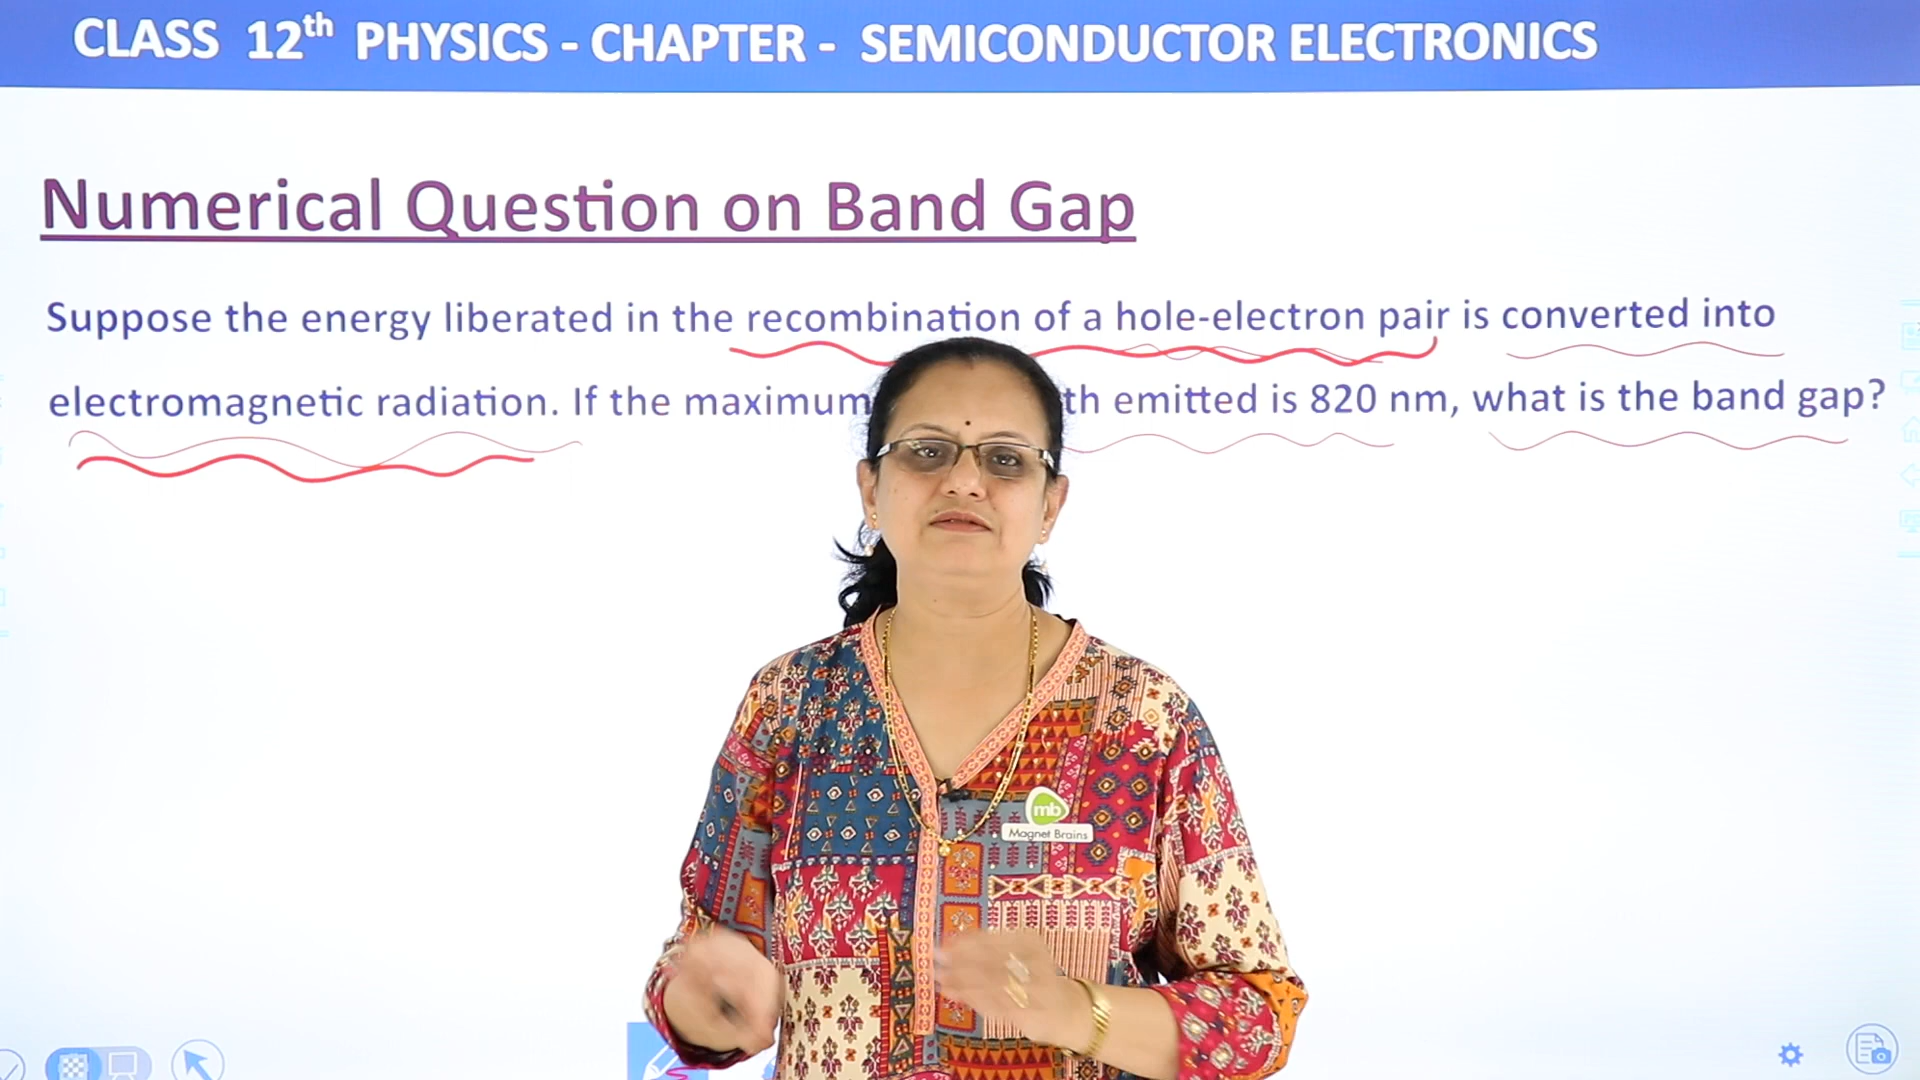 CLASS 12th PHYSICS - CHAPTER - SEMICONDUCTOR ELECTRONICS
Numerical Question on Band Gap
Suppose the energy liberated in the recombination of a hole-electron pair is converted into
electromagnetic radiation. If the maximum th emitted is 820 nm, what is the band gap?
mb
Magnet Brains